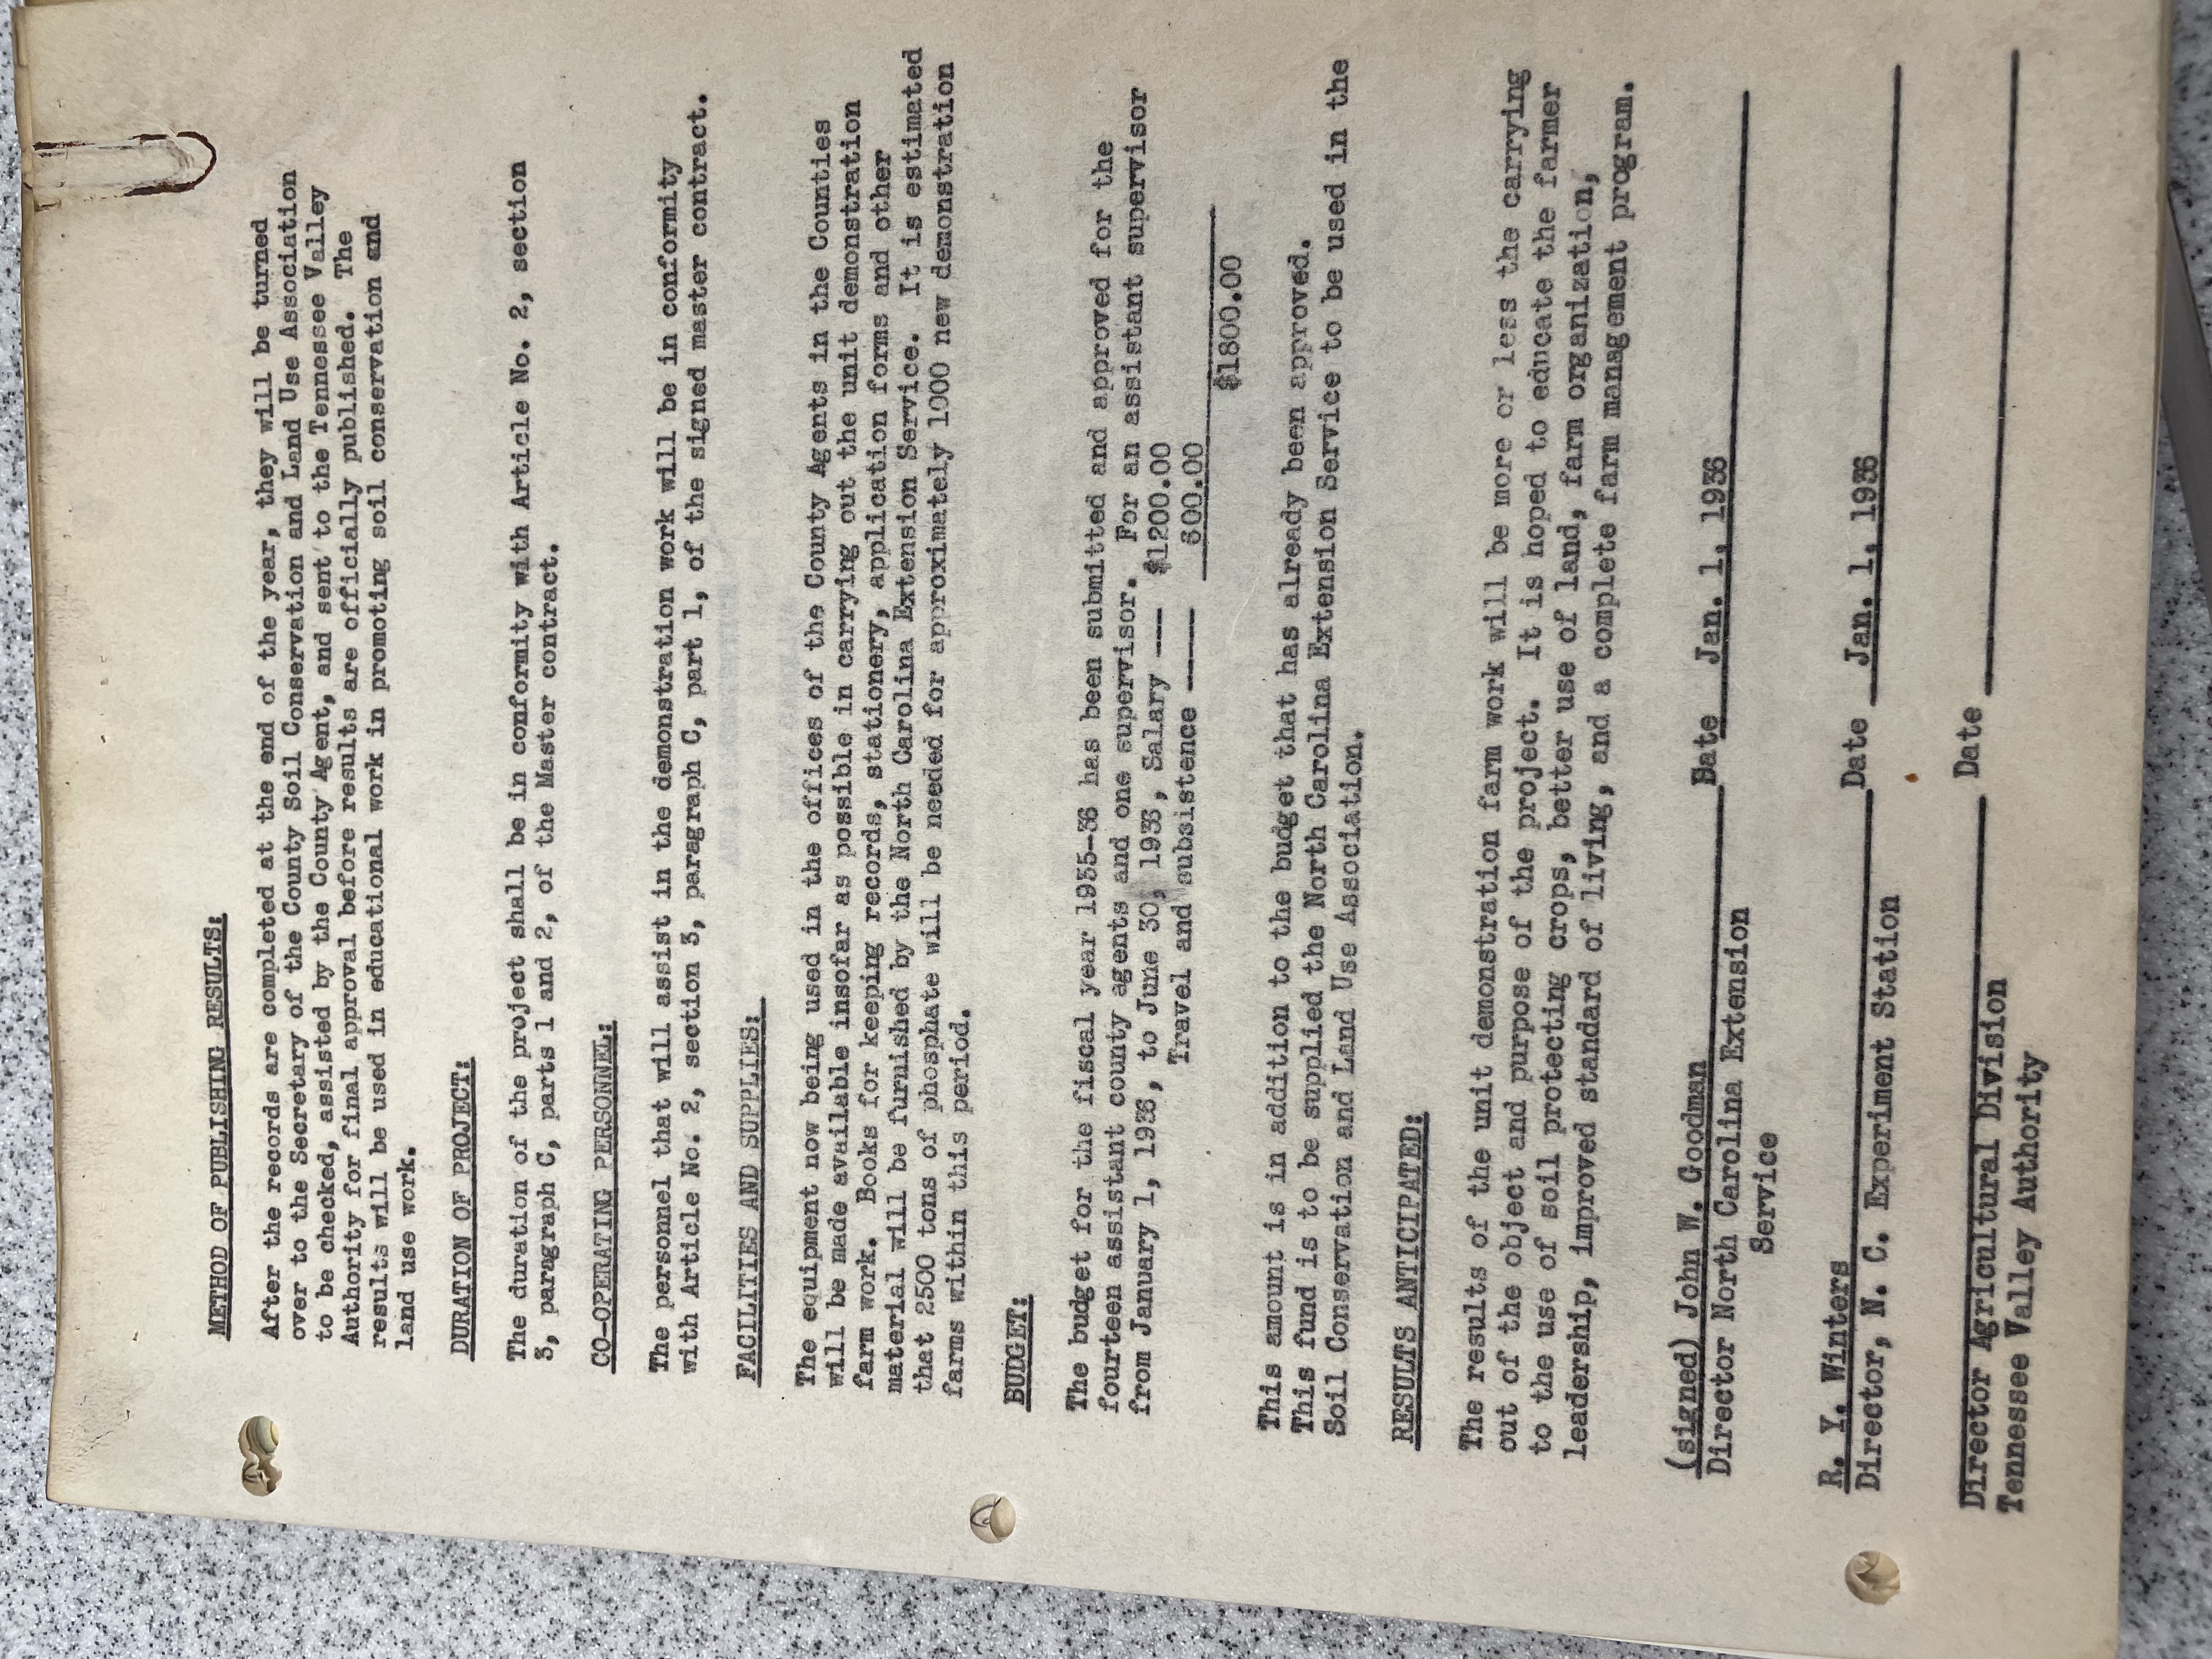 METHOD OF PUBLISHING RESULTS:
After the records are completed at the end of the year, they will be turned
over to the Secretary of the County Soil Conservation and Land Use Association
to be checked, assisted by the County Agent, and sent to the Tennessee Valley
Authority for final approval before results are officially published. The
results will be used in educational work in promoting soil conservation and
land use work.
DURATION OF PROJECT:
The duration of the project shall be in conformity with Article No. 2, section
3, paragraph C, parts 1 and 2, of the Master contract.
CO-OPERATING PERSONNEL:
The personnel that will assist in the demonstration work will be in conformity
with Article No. 2, section 3, paragraph C, part 1, of the signed master contract.
FACILITIES AND SUPPLIES:
The equipment now being used in the offices of the County Agents in the Counties
will be made available insofar as possible in carrying out the unit demonstration
farm work. Books for keeping records, stationery, application forms and other
material will be furnished by the North Carolina Extension Service. It is estimated
that 2500 tons of phosphate will be needed for approximately 1000 new demonstration
farms within this period.
BUDGET:
The budget for the fiscal year 1935-36 has been submitted and approved for the
fourteen assistant county agents and one supervisor. For an assistant supervisor
from January 1, 1936, to June 30, 1936, Salary --- $1200.00
Travel and subsistence ----- 600.00
$1800.00
This amount is in addition to the budget that has already been approved.
This fund is to be supplied the North Carolina Extension Service to be used in the
Soil Conservation and Land Use Association.
RESULTS ANTICIPATED:
The results of the unit demonstration farm work will be more or less the carrying
out of the object and purpose of the project. It is hoped to educate the farmer
to the use of soil protecting crops, better use of land, farm organization,
leadership, improved standard of living, and a complete farm management program.
(signed) John W. Goodman Date Jan. 1, 1936
Director North Carolina Extension
Service
R. Y. Winters Date Jan. 1, 1936
Director, N. C. Experiment Station
Date
Director Agricultural Division
Tennessee Valley Authority